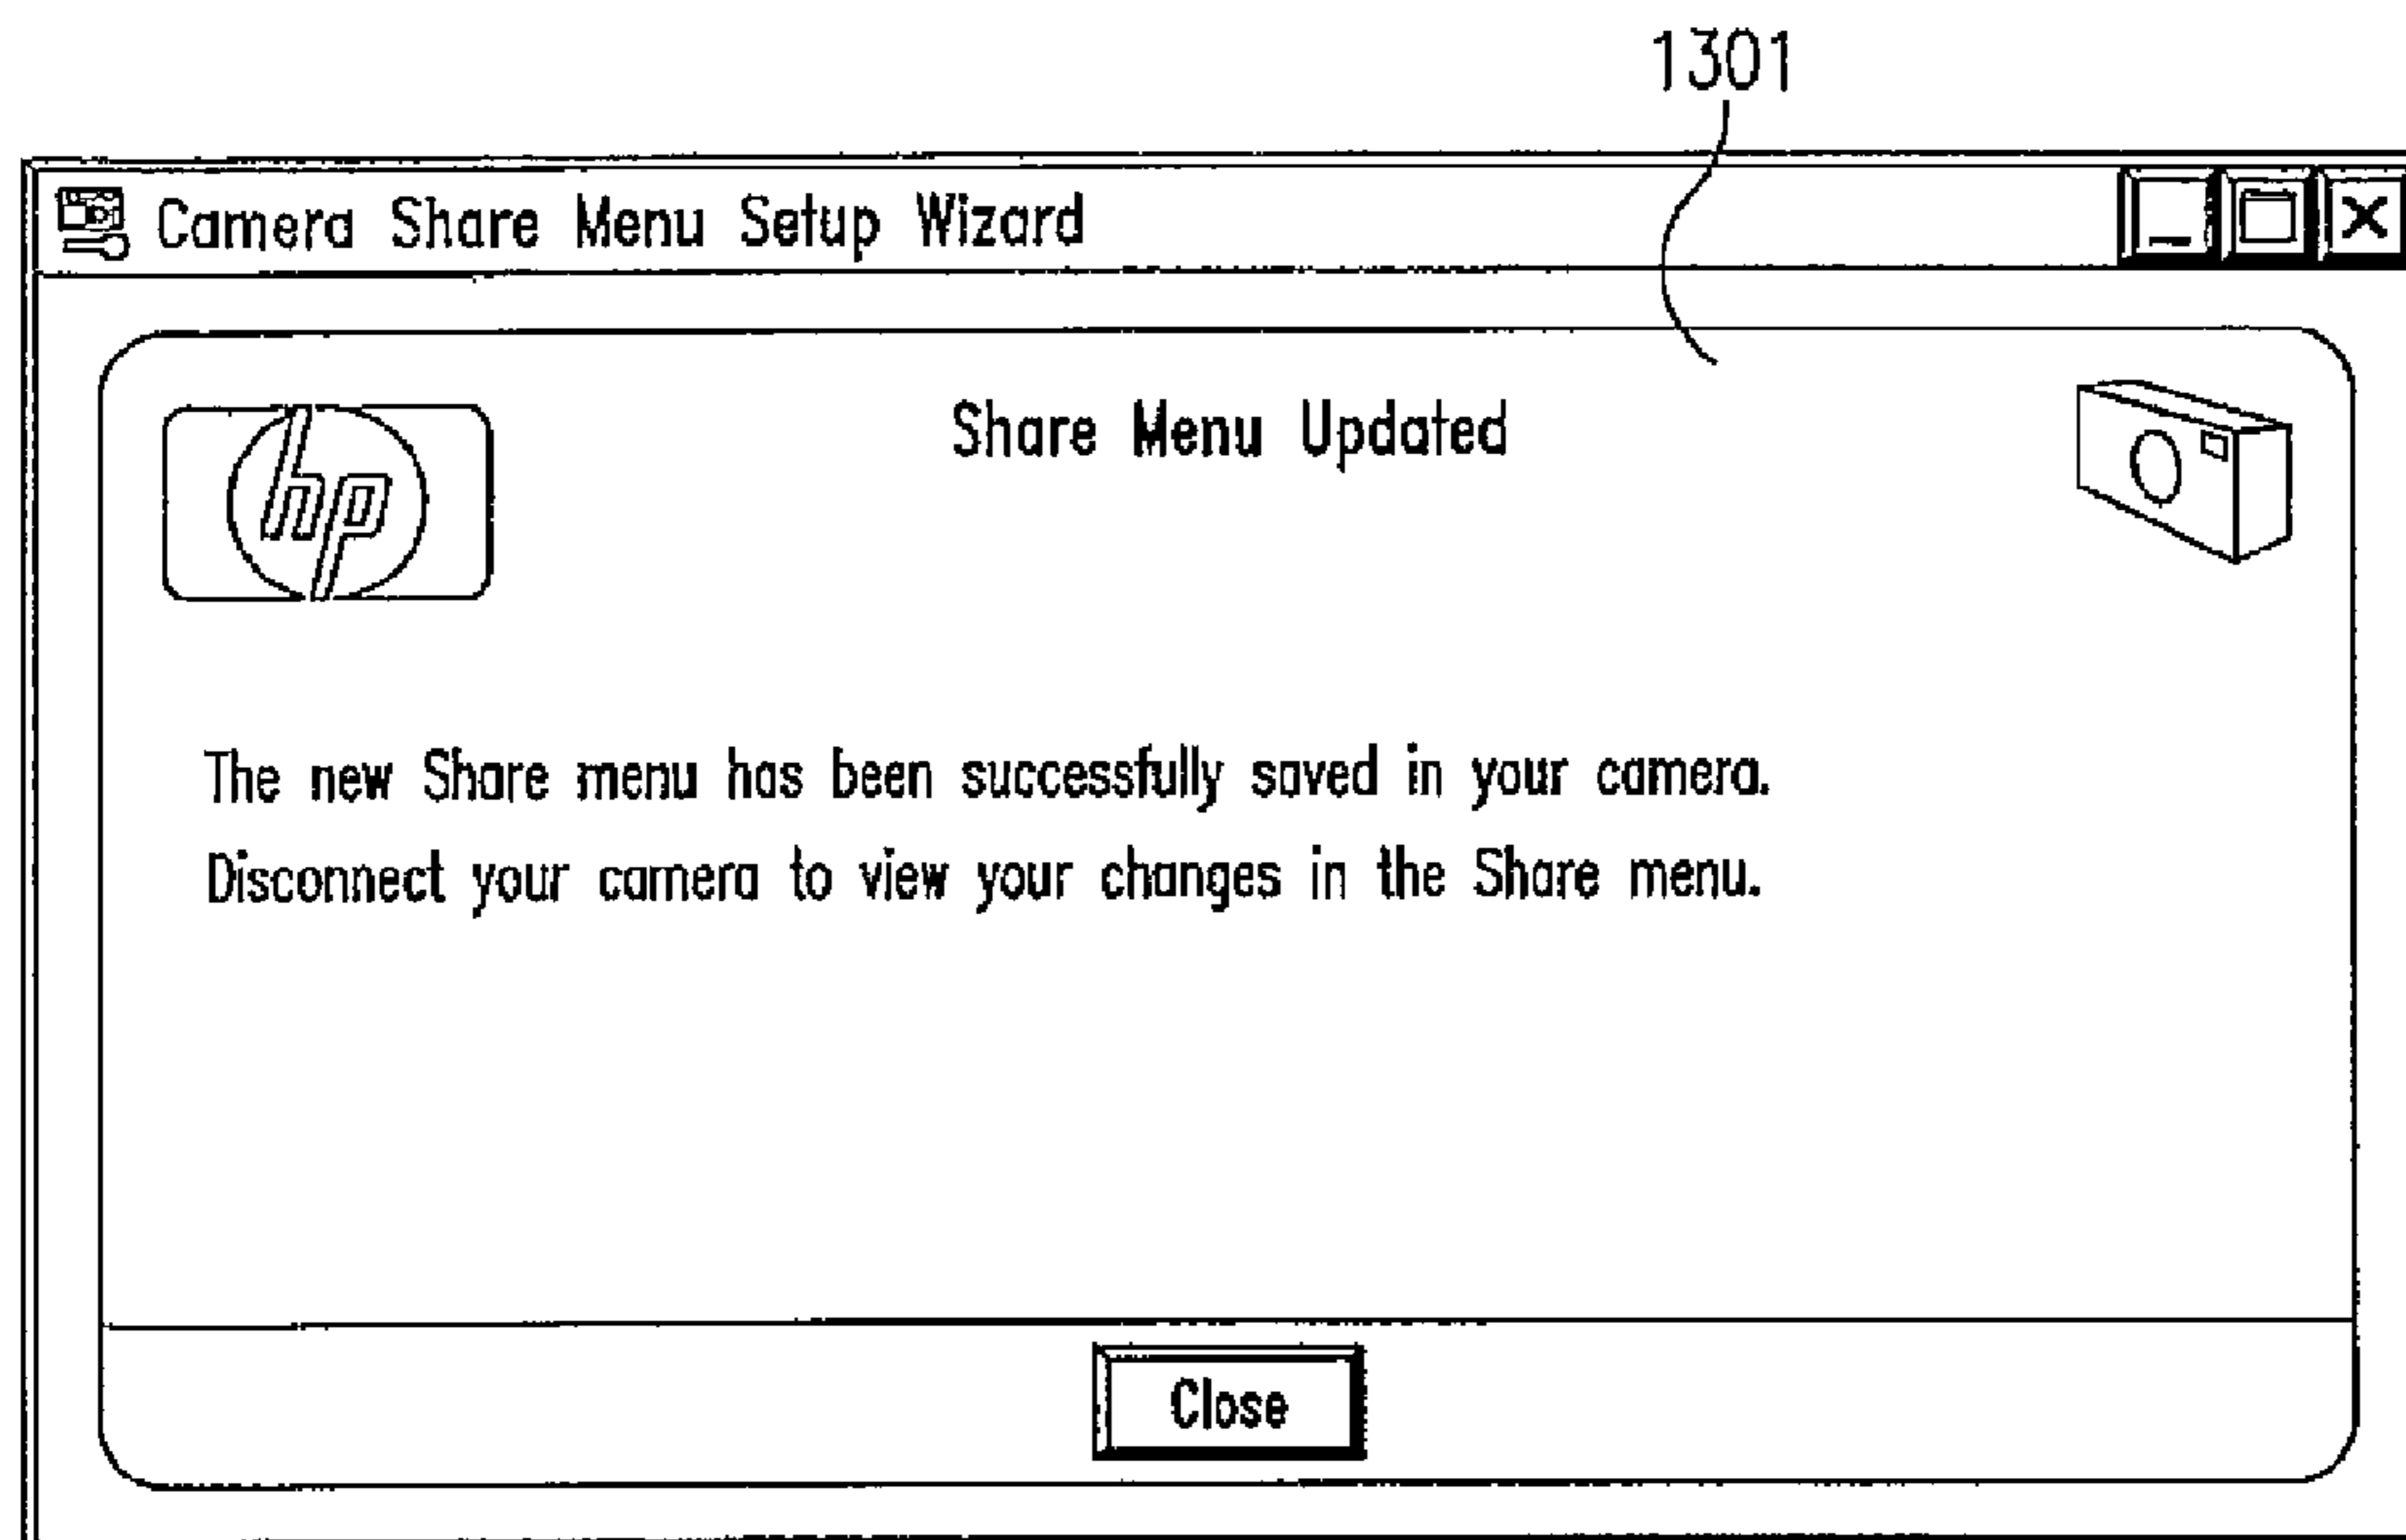 1301
Camera Share Menu Setup Wizard
hp
Share Menu Updated
The new Share menu has been successfully saved in your camera.
Disconnect your camera to view your changes in the Share menu.
Close